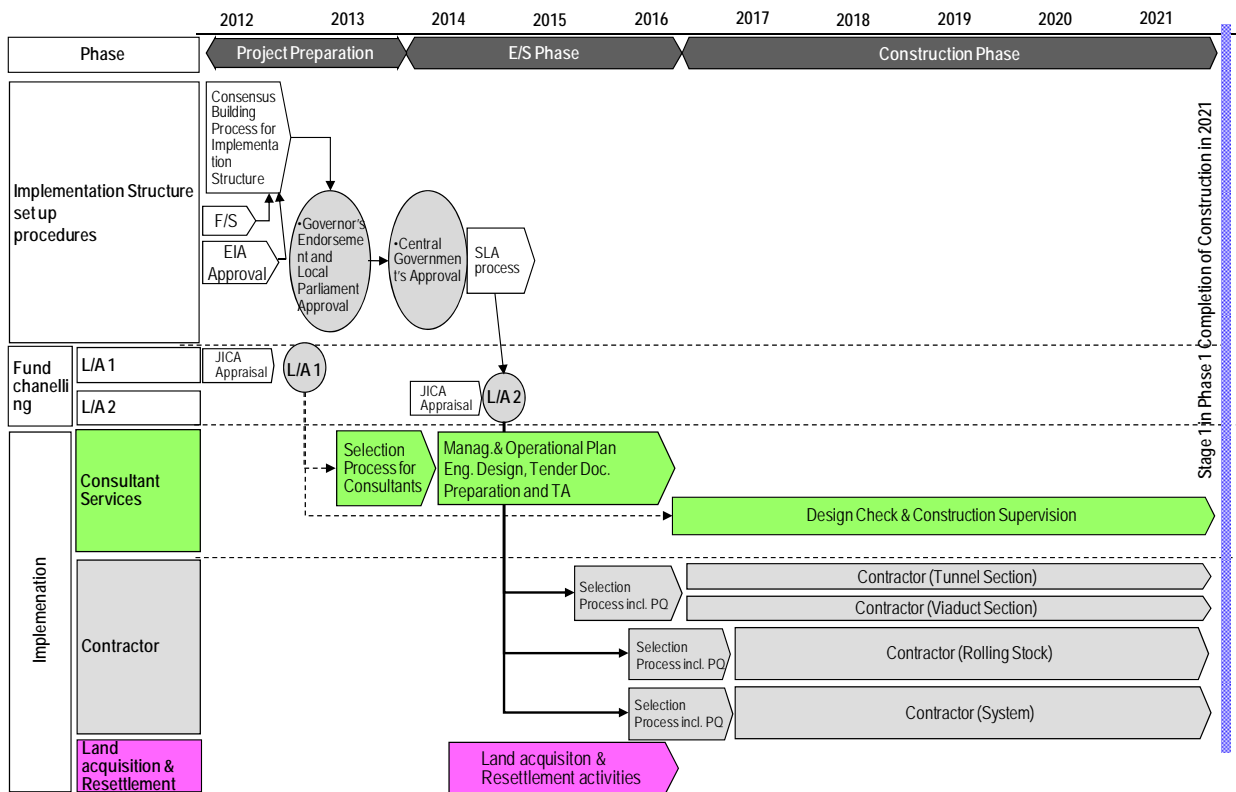 2012 2013 2014 2015 2016 2017 2018 2019 2020 2021
Phase
Project Preparation
E/S Phase
Construction Phase
Implementation Structure
set up
procedures
Consensus
Building
Process for
Implementa
tion
Structure
F/S
EIA
Approval
•Governor's
Endorseme
nt and
Local
Parliament
Approval
•Central
Governmen
t's Approval
SLA
process
Stage 1 in Phase 1 Completion of Construction in 2021
Fund
chanelli
ng
L/A 1
JICA
Appraisal
L/A 1
L/A 2
JICA
Appraisal
L/A 2
Implemenation
Consultant
Services
Selection
Process for
Consultants
Manag.& Operational Plan
Eng. Design, Tender Doc.
Preparation and TA
Design Check & Construction Supervision
Contractor
Selection
Process incl. PQ
Contractor (Tunnel Section)
Contractor (Viaduct Section)
Selection
Process incl. PQ
Contractor (Rolling Stock)
Selection
Process incl. PQ
Contractor (System)
Land
acquisition &
Resettlement
Land acquisiton &
Resettlement activities